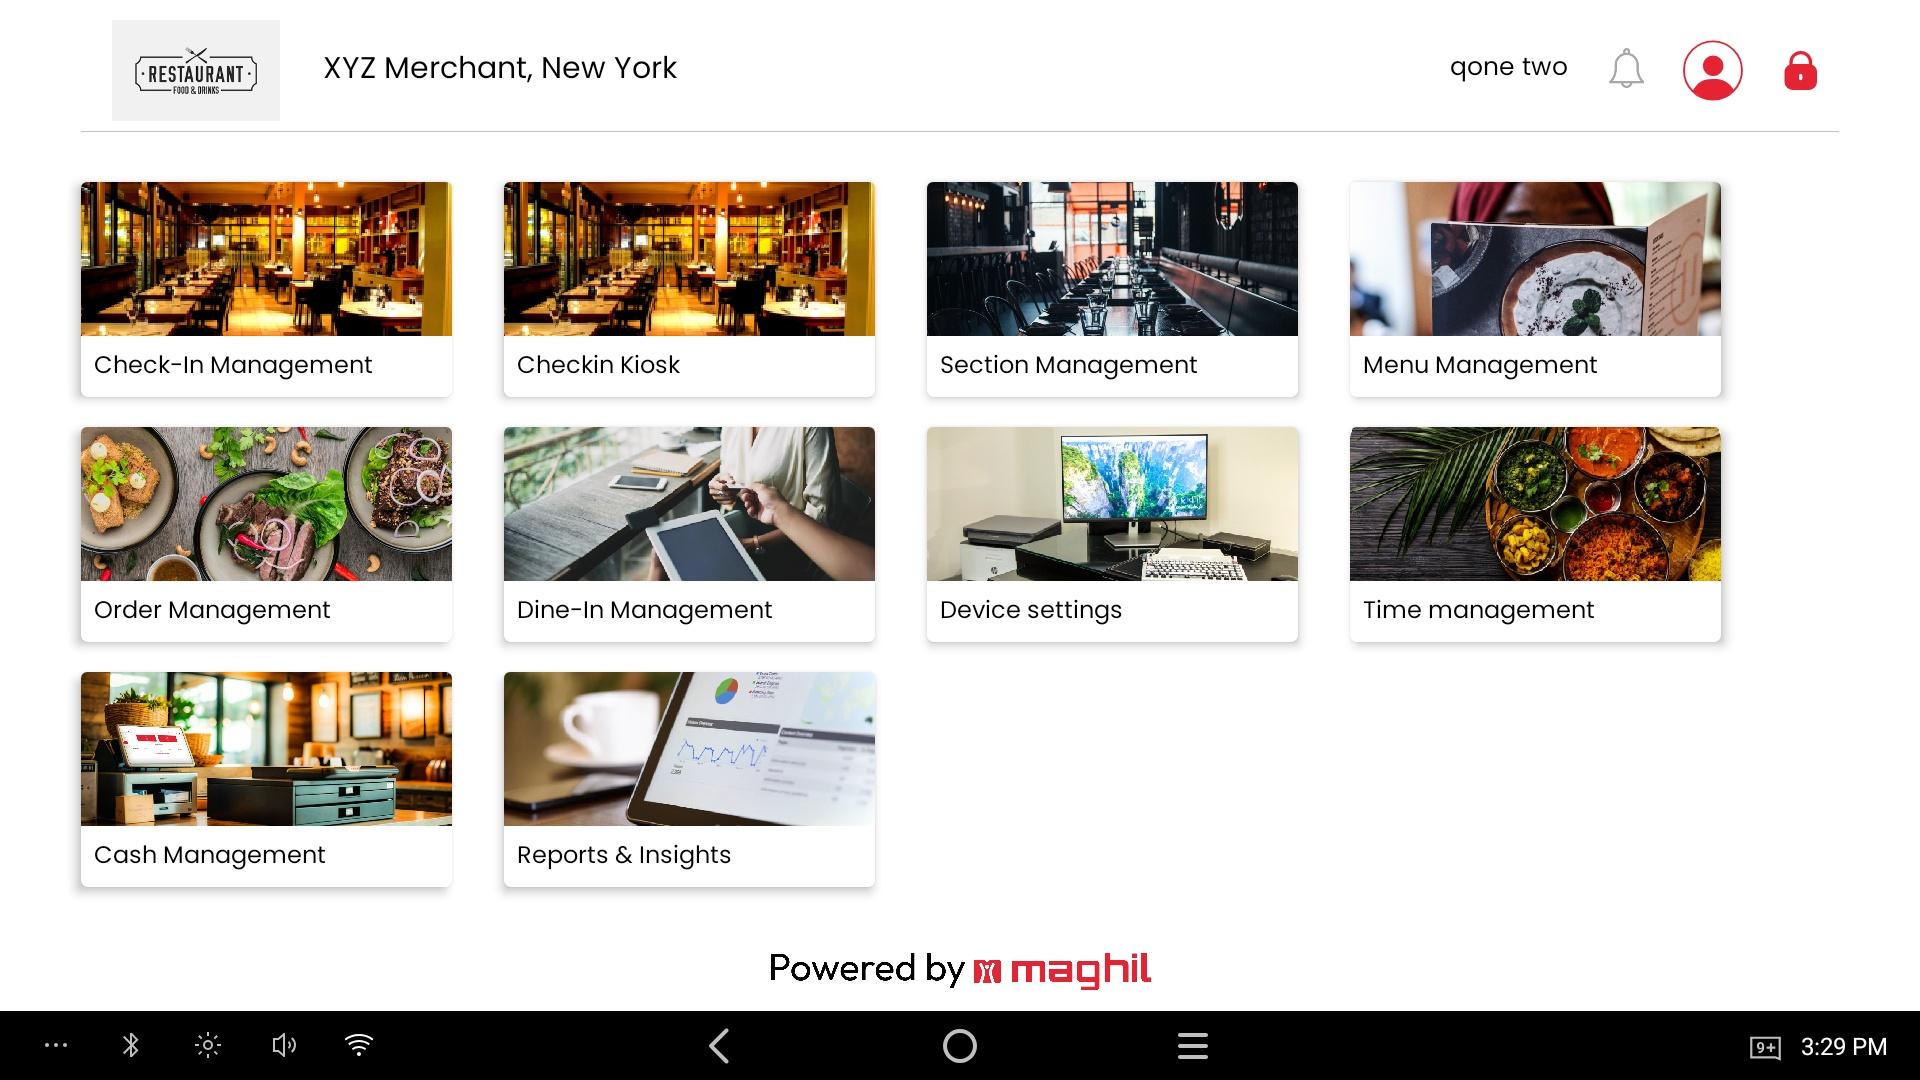 RESTAURANT
FOOD & DRINKS
XYZ Merchant, New York
qone two
Check-In Management
Checkin Kiosk
Section Management
Menu Management
Order Management
Dine-In Management
Device settings
Time management
Cash Management
Reports & Insights
Powered by maghil
9+
3:29 PM